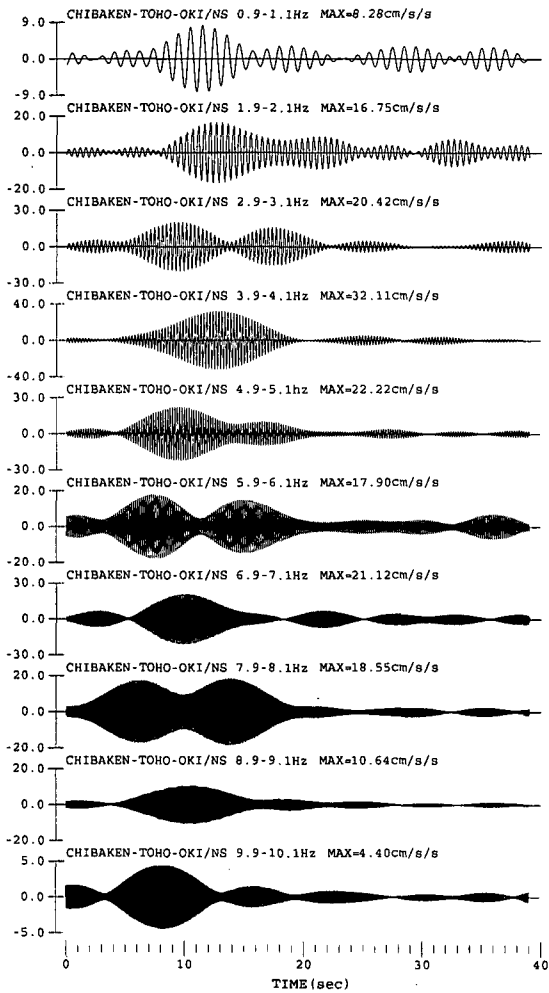 CHIBAKEN-TOHO-OKI/NS 0.9-1.1Hz MAX=8.28cm/s/s
9.0
0.0
-9.0
CHIBAKEN-TOHO-OKI/NS 1.9-2.1Hz MAX=16.75cm/s/s
20.0
0.0
-20.0
CHIBAKEN-TOHO-OKI/NS 2.9-3.1Hz MAX=20.42cm/s/s
30.0
0.0
-30.0
CHIBAKEN-TOHO-OKI/NS 3.9-4.1Hz MAX=32.11cm/s/s
40.0
0.0
-40.0
CHIBAKEN-TOHO-OKI/NS 4.9-5.1hz MAX=22.22cm/s/s
30.0
0.0
-30.0
CHIBAKEN-TOHO-OKI/NS 5.9-6.1Hz MAX=17.90cm/s/s
20.0
0.0
-20.0
CHIBAKEN-TOHO-OKI/NS 6.9-7.1Hz MAX=21.12cm/s/s
30.0
0.0
-30.0
CHIBAKEN-TOHO-OKI/NS 7.9-8.1Hz MAX=18.55cm/s/s
20.0
0.0
-20.0
CHIBAKEN-TOHO-OKI/NS 8.9-9.1Hz MAX=10.64cm/s/s
20.0
0.0
-20.0
CHIBAKEN-TOHO-OKI/NS 9.9-10.1Hz MAX=4.40cm/s/s
5.0
0.0
-5.0
0 10 20 30 40
TIME(sec)